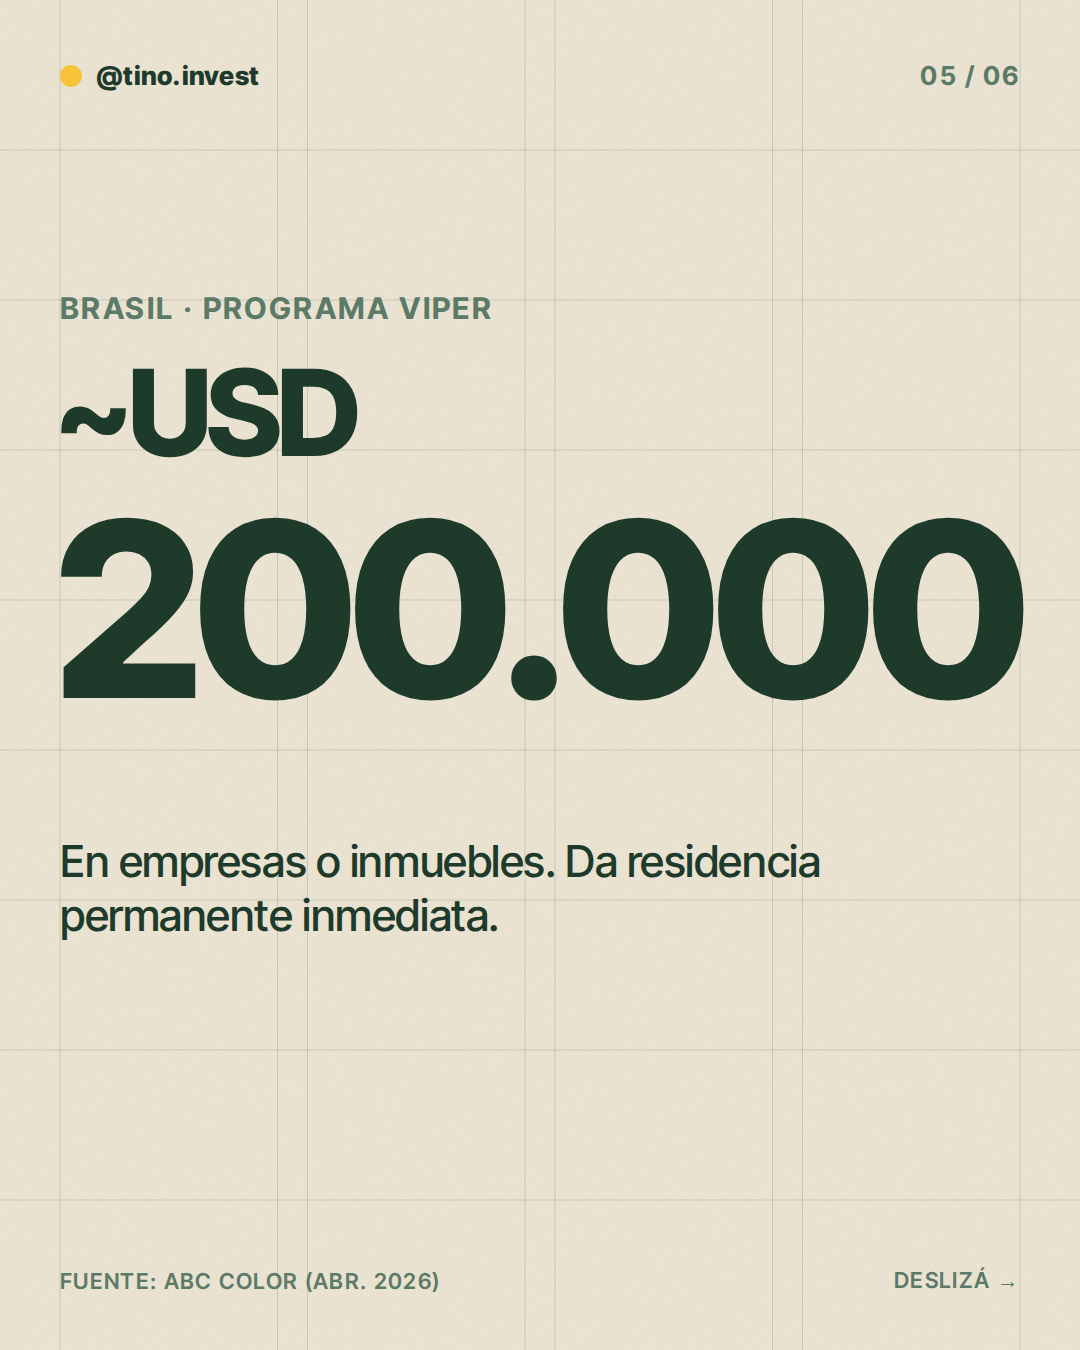 @tino.invest
05 / 06
BRASIL · PROGRAMA VIPER
~USD
200.000
En empresas o inmuebles. Da residencia
permanente inmediata.
FUENTE: ABC COLOR (ABR. 2026)
DESLIZÁ →